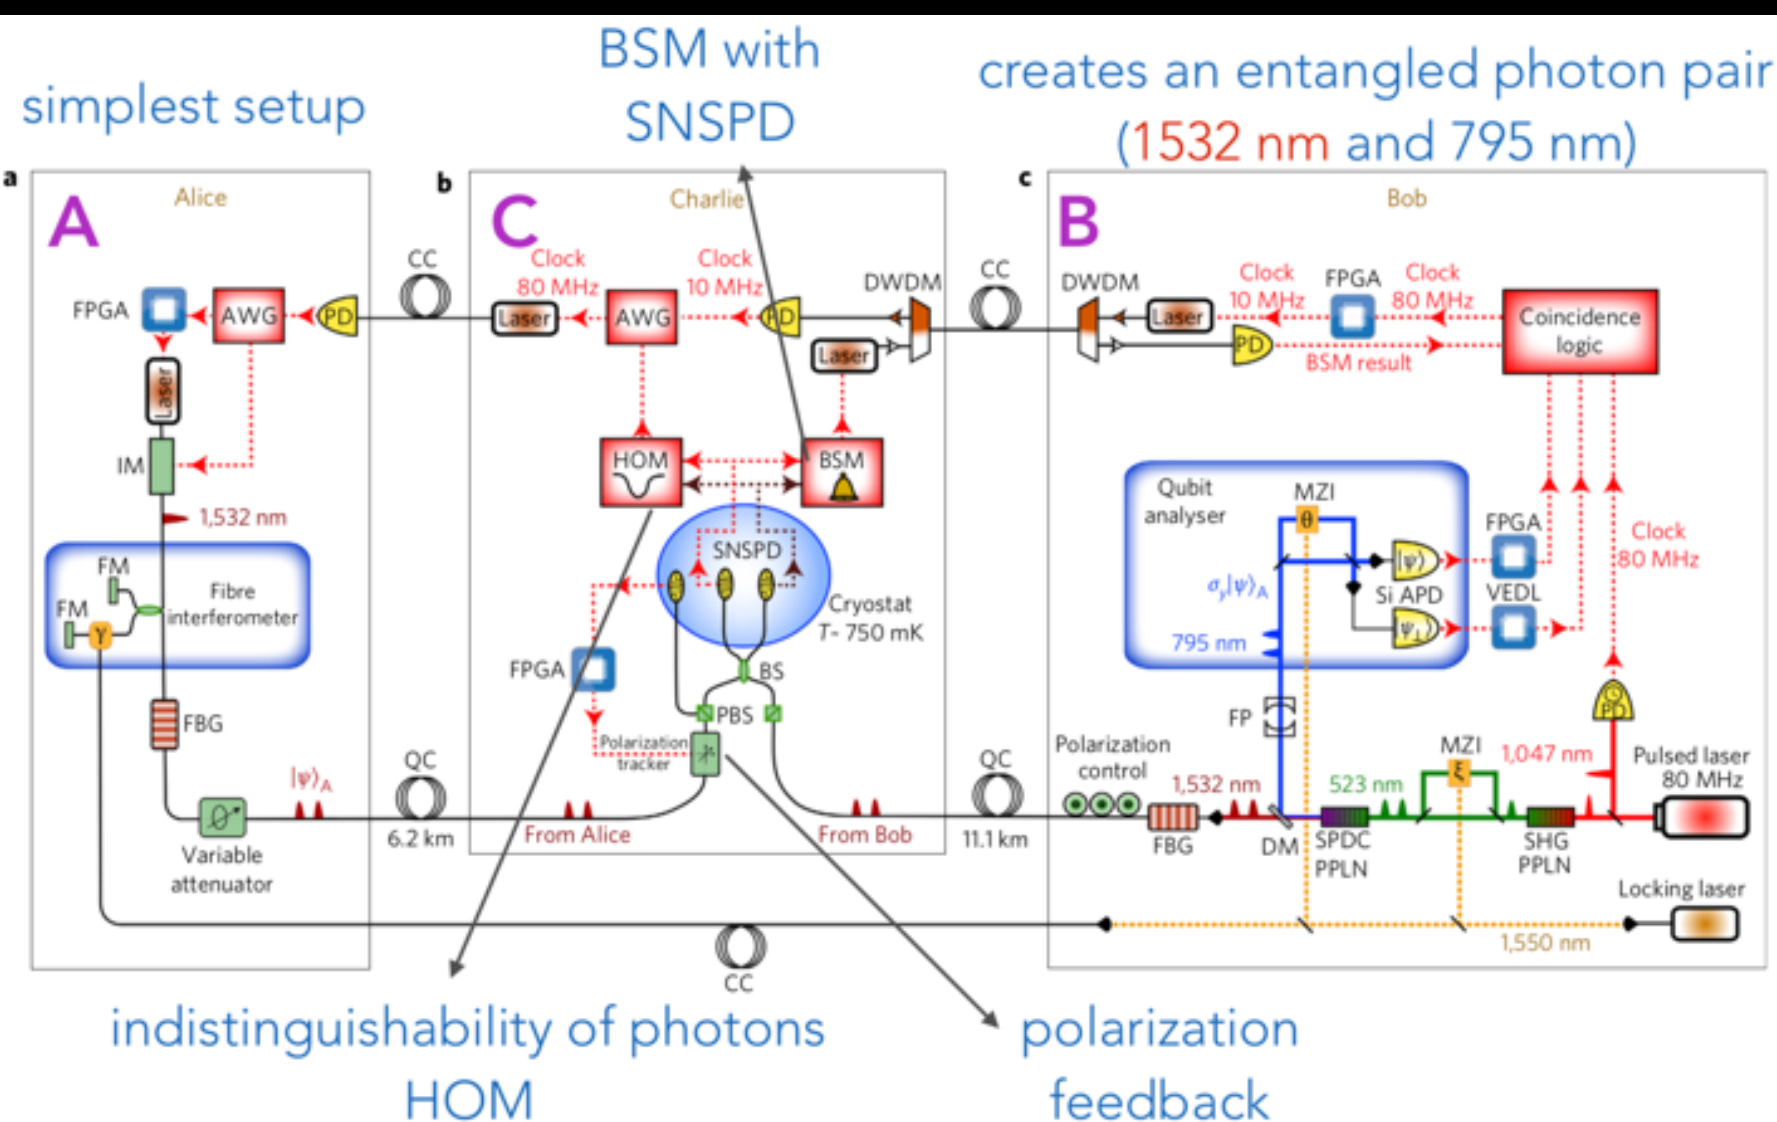 BSM with
SNSPD
simplest setup
creates an entangled photon pair
(1532 nm and 795 nm)
a
Alice
A
FPGA
AWG
PD
Laser
IM
1,532 nm
FM
FM
γ
Fibre
interferometer
FBG
|ψ⟩A
Variable
attenuator
CC
QC
6.2 km
b
Charlie
C
Clock
80 MHz
Clock
10 MHz
Laser
AWG
PD
DWDM
Laser
HOM
BSM
SNSPD
Cryostat
T- 750 mK
FPGA
BS
PBS
Polarization
tracker
From Alice
From Bob
CC
QC
11.1 km
CC
c
Bob
B
DWDM
Laser
Clock
10 MHz
FPGA
Clock
80 MHz
Coincidence
logic
PD
BSM result
Qubit
analyser
MZI
θ
σy|ψ⟩A
795 nm
|ψ⟩
Si APD
|ψ⊥⟩
FPGA
VEDL
Clock
80 MHz
FP
PD
Polarization
control
1,532 nm
FBG
DM
523 nm
SPDC
PPLN
MZI
ξ
1,047 nm
SHG
PPLN
Pulsed laser
80 MHz
Locking laser
1,550 nm
indistinguishability of photons
HOM
polarization
feedback